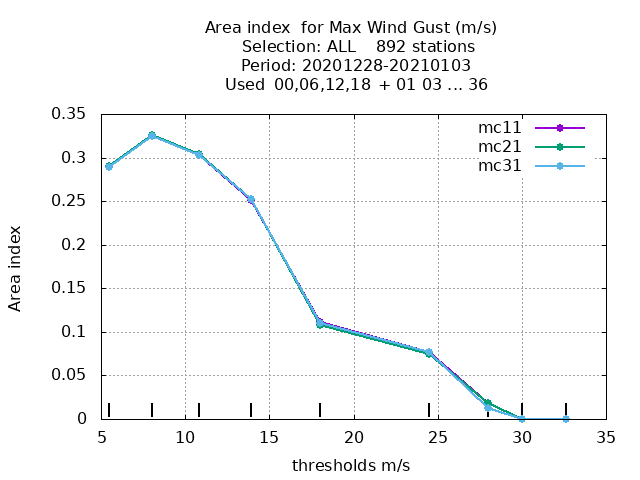 Area index  for Max Wind Gust (m/s)
Selection: ALL    892 stations
Period: 20201228-20210103
Used  00,06,12,18  + 01 03 ... 36
mc11
mc21
mc31
0.35
0.3
0.25
0.2
0.15
0.1
0.05
0
Area index
5 10 15 20 25 30 35
thresholds m/s